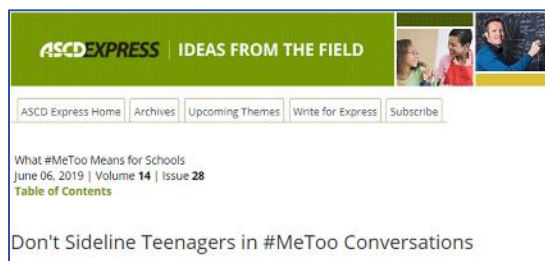 ASCDEXPRESS | IDEAS FROM THE FIELD
ASCD Express Home Archives Upcoming Themes Write for Express Subscribe
What #MeToo Means for Schools
June 06, 2019 | Volume 14 | Issue 28
Table of Contents
Don't Sideline Teenagers in #MeToo Conversations